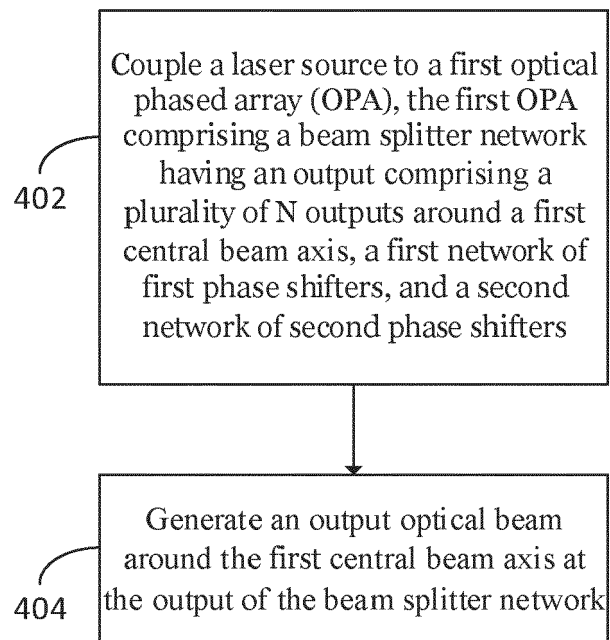 Couple a laser source to a first optical
phased array (OPA), the first OPA
comprising a beam splitter network
having an output comprising a
plurality of N outputs around a first
central beam axis, a first network of
first phase shifters, and a second
network of second phase shifters
402
Generate an output optical beam
around the first central beam axis at
the output of the beam splitter network
404